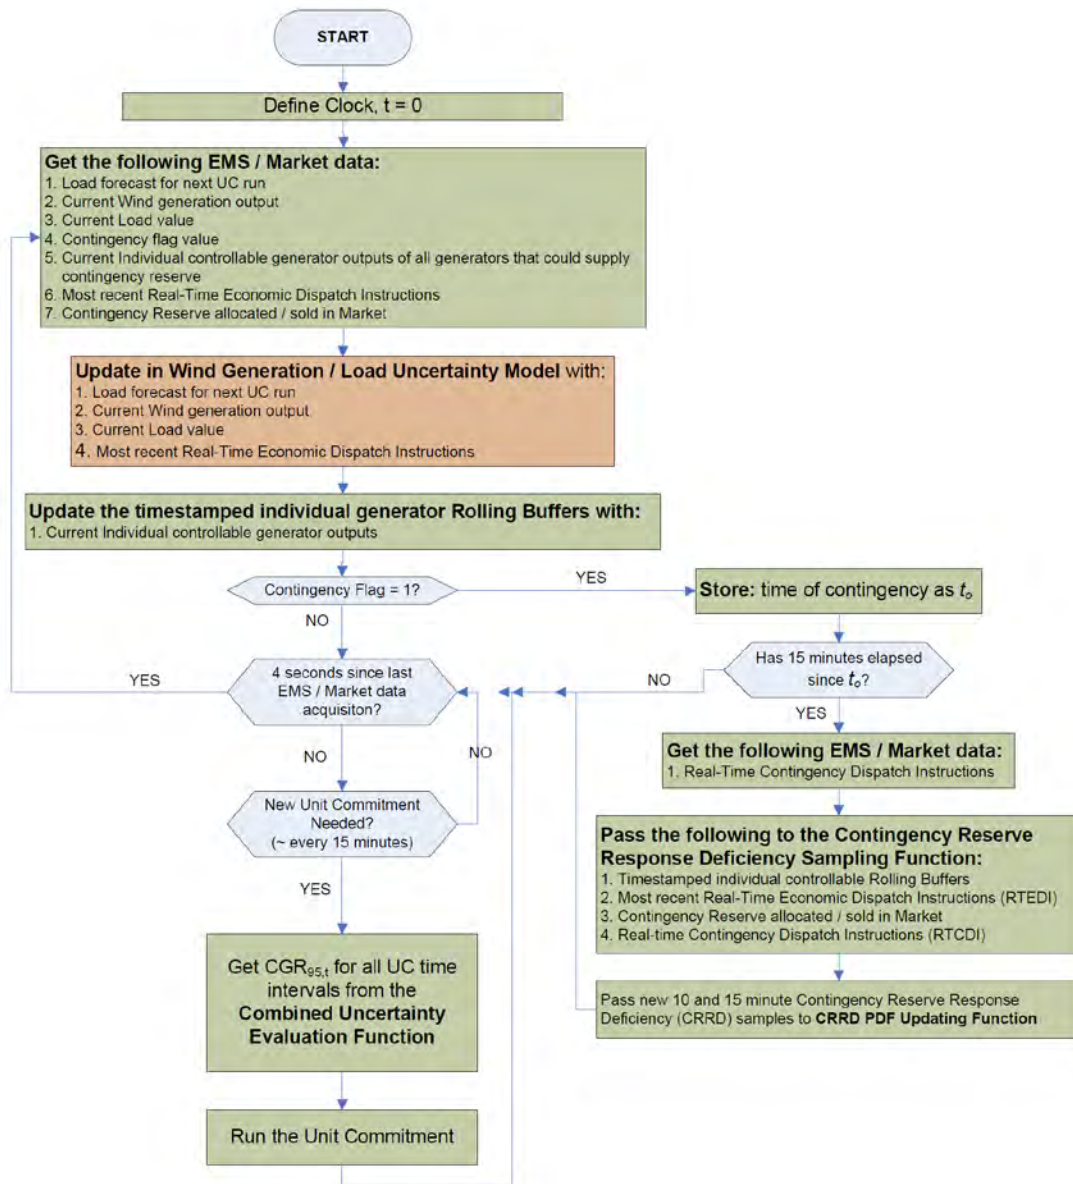 START
Define Clock, t = 0
Get the following EMS / Market data:
1. Load forecast for next UC run
2. Current Wind generation output
3. Current Load value
4. Contingency flag value
5. Current Individual controllable generator outputs of all generators that could supply
contingency reserve
6. Most recent Real-Time Economic Dispatch Instructions
7. Contingency Reserve allocated / sold in Market
Update in Wind Generation / Load Uncertainty Model with:
1. Load forecast for next UC run
2. Current Wind generation output
3. Current Load value
4. Most recent Real-Time Economic Dispatch Instructions
Update the timestamped individual generator Rolling Buffers with:
1. Current Individual controllable generator outputs
Contingency Flag = 1?
YES
NO
Store: time of contingency as to
Has 15 minutes elapsed
since to?
NO
YES
4 seconds since last
EMS / Market data
acquisiton?
YES
NO
NO
New Unit Commitment
Needed?
(~ every 15 minutes)
YES
Get CGR95,t for all UC time
intervals from the
Combined Uncertainty
Evaluation Function
Run the Unit Commitment
Get the following EMS / Market data:
1. Real-Time Contingency Dispatch Instructions
Pass the following to the Contingency Reserve
Response Deficiency Sampling Function:
1. Timestamped individual controllable Rolling Buffers
2. Most recent Real-Time Economic Dispatch Instructions (RTEDI)
3. Contingency Reserve allocated / sold in Market
4. Real-time Contingency Dispatch Instructions (RTCDI)
Pass new 10 and 15 minute Contingency Reserve Response
Deficiency (CRRD) samples to CRRD PDF Updating Function